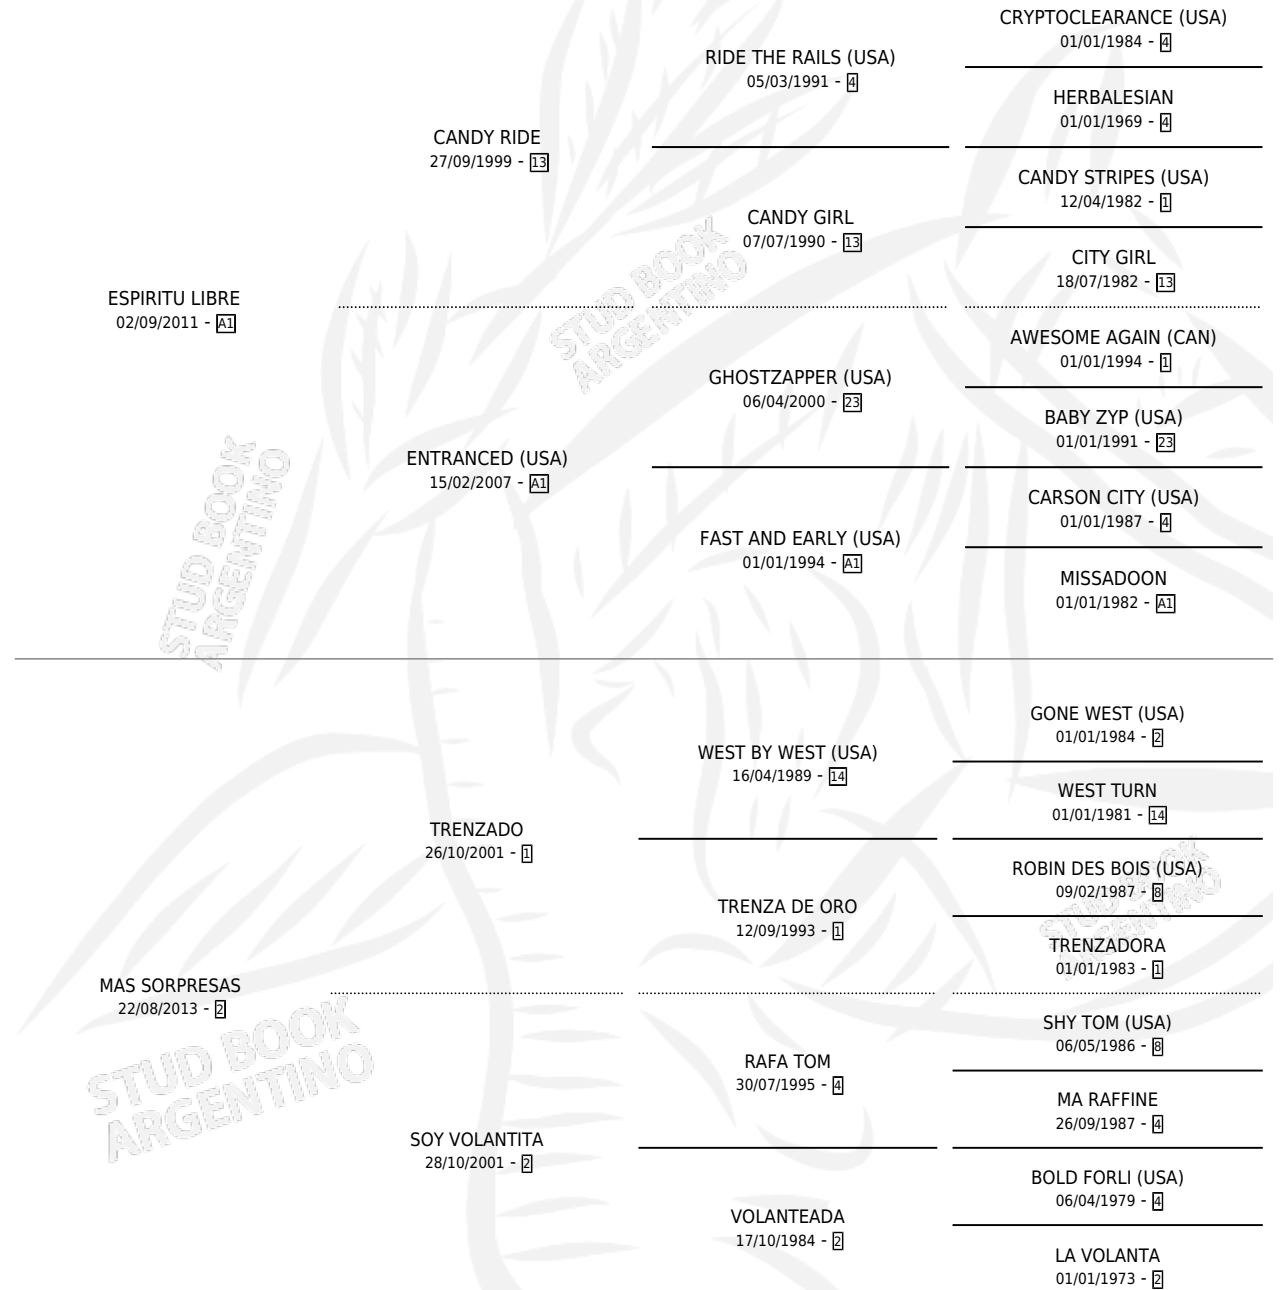 CRYPTOCLEARANCE (USA)
01/01/1984 - 4
RIDE THE RAILS (USA)
05/03/1991 - 4
HERBALESIAN
01/01/1969 - 4
CANDY RIDE
27/09/1999 - 13
CANDY STRIPES (USA)
12/04/1982 - 1
CANDY GIRL
07/07/1990 - 13
CITY GIRL
18/07/1982 - 13
ESPIRITU LIBRE
02/09/2011 - A1
AWESOME AGAIN (CAN)
01/01/1994 - 1
GHOSTZAPPER (USA)
06/04/2000 - 23
BABY ZYP (USA)
01/01/1991 - 23
ENTRANCED (USA)
15/02/2007 - A1
CARSON CITY (USA)
01/01/1987 - 4
FAST AND EARLY (USA)
01/01/1994 - A1
MISSADOON
01/01/1982 - A1
GONE WEST (USA)
01/01/1984 - 2
WEST BY WEST (USA)
16/04/1989 - 14
WEST TURN
01/01/1981 - 14
TRENZADO
26/10/2001 - 1
ROBIN DES BOIS (USA)
09/02/1987 - 8
TRENZA DE ORO
12/09/1993 - 1
TRENZADORA
01/01/1983 - 1
MAS SORPRESAS
22/08/2013 - 2
SHY TOM (USA)
06/05/1986 - 8
RAFA TOM
30/07/1995 - 4
MA RAFFINE
26/09/1987 - 4
SOY VOLANTITA
28/10/2001 - 2
BOLD FORLI (USA)
06/04/1979 - 4
VOLANTEADA
17/10/1984 - 2
LA VOLANTA
01/01/1973 - 2
STUD BOOK
ARGENTINO
STUD BOOK
ARGENTINO
STUD BOOK
ARGENTINO
STUD BOOK
ARGENTINO